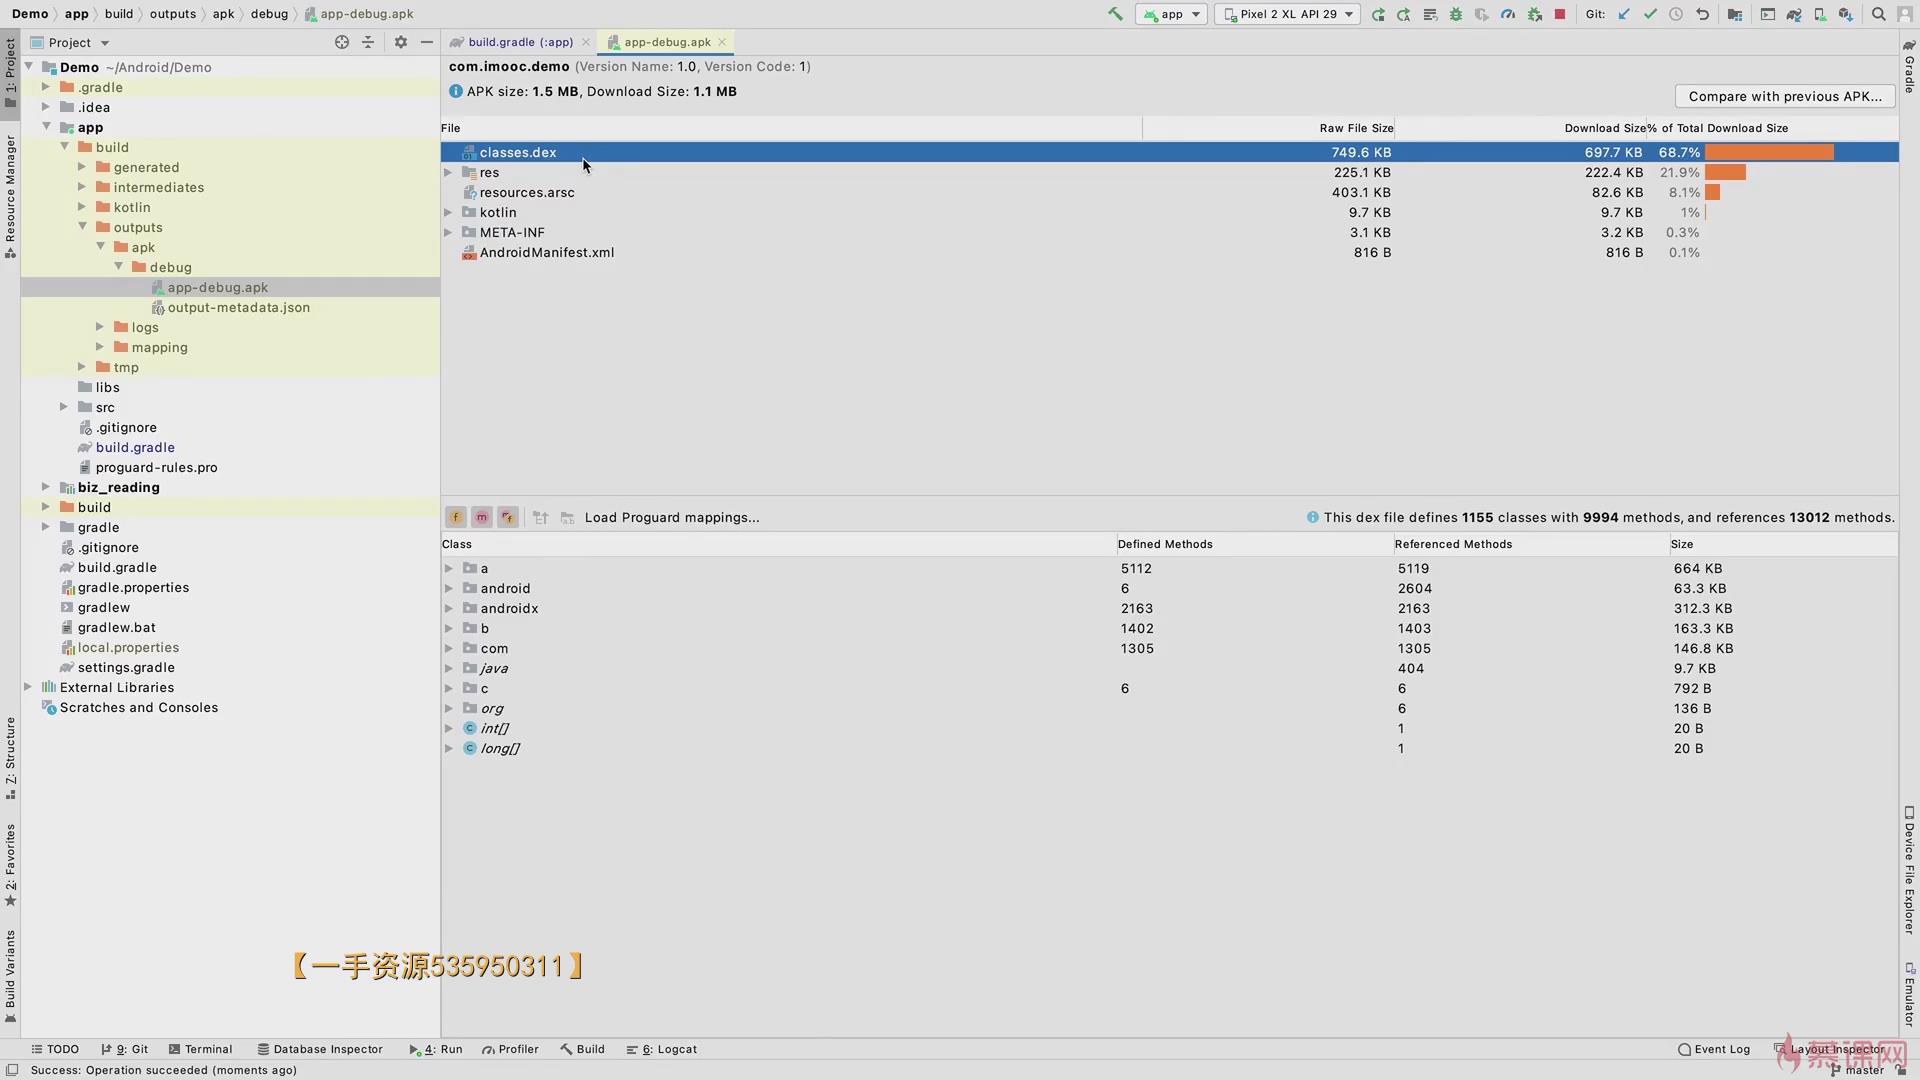 Demo app build outputs apk debug app-debug.apk
app
Pixel 2 XL API 29
Git:
Project
build.gradle (:app)
app-debug.apk
1: Project
Resource Manager
7: Structure
2: Favorites
Build Variants
Demo ~/Android/Demo
.gradle
.idea
app
build
generated
intermediates
kotlin
outputs
apk
debug
app-debug.apk
output-metadata.json
logs
mapping
tmp
libs
src
.gitignore
build.gradle
proguard-rules.pro
biz_reading
build
gradle
.gitignore
build.gradle
gradle.properties
gradlew
gradlew.bat
local.properties
settings.gradle
External Libraries
Scratches and Consoles
com.imooc.demo (Version Name: 1.0, Version Code: 1)
APK size: 1.5 MB, Download Size: 1.1 MB
Compare with previous APK...
File Raw File Size Download Size % of Total Download Size
classes.dex 749.6 KB 697.7 KB 68.7%
res 225.1 KB 222.4 KB 21.9%
resources.arsc 403.1 KB 82.6 KB 8.1%
kotlin 9.7 KB 9.7 KB 1%
META-INF 3.1 KB 3.2 KB 0.3%
AndroidManifest.xml 816 B 816 B 0.1%
Load Proguard mappings...
This dex file defines 1155 classes with 9994 methods, and references 13012 methods.
Class Defined Methods Referenced Methods Size
a 5112 5119 664 KB
android 6 2604 63.3 KB
androidx 2163 2163 312.3 KB
b 1402 1403 163.3 KB
com 1305 1305 146.8 KB
java 404 9.7 KB
c 6 6 792 B
org 6 136 B
int[] 1 20 B
long[] 1 20 B
Gradle
Device File Explorer
Emulator
【一手资源535950311】
TODO 9: Git Terminal Database Inspector 4: Run Profiler Build 6: Logcat
Event Log Layout Inspector
慕课网
Success: Operation succeeded (moments ago)
master